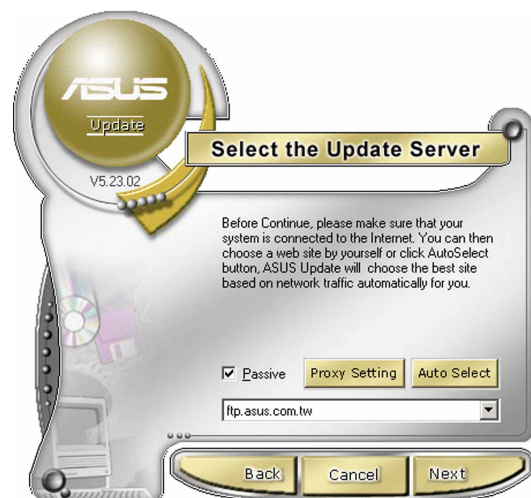 ASUS
Update
V5.23.02
Select the Update Server
Before Continue, please make sure that your
system is connected to the Internet. You can then
choose a web site by yourself or click AutoSelect
button, ASUS Update will choose the best site
based on network traffic automatically for you.
Passive
Proxy Setting
Auto Select
ftp.asus.com.tw
Back
Cancel
Next